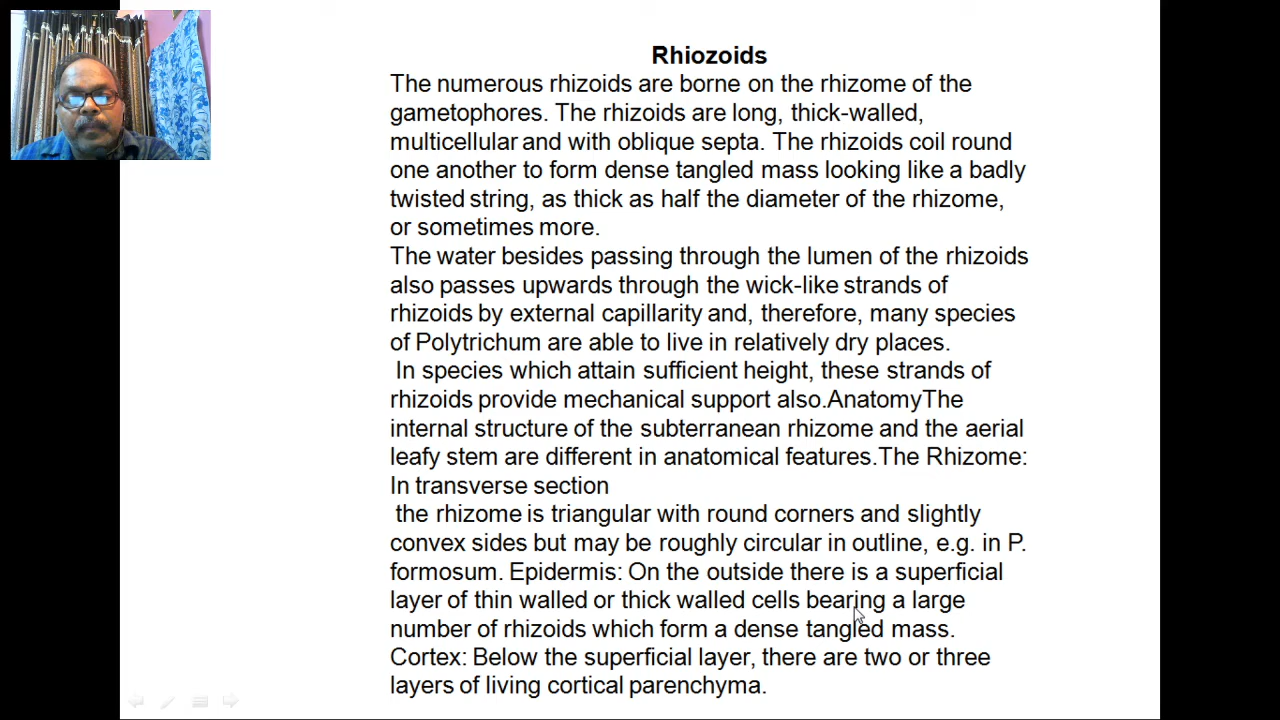 Rhiozoids
The numerous rhizoids are borne on the rhizome of the
gametophores. The rhizoids are long, thick-walled,
multicellular and with oblique septa. The rhizoids coil round
one another to form dense tangled mass looking like a badly
twisted string, as thick as half the diameter of the rhizome,
or sometimes more.
The water besides passing through the lumen of the rhizoids
also passes upwards through the wick-like strands of
rhizoids by external capillarity and, therefore, many species
of Polytrichum are able to live in relatively dry places.
In species which attain sufficient height, these strands of
rhizoids provide mechanical support also.AnatomyThe
internal structure of the subterranean rhizome and the aerial
leafy stem are different in anatomical features.The Rhizome:
In transverse section
the rhizome is triangular with round corners and slightly
convex sides but may be roughly circular in outline, e.g. in P.
formosum. Epidermis: On the outside there is a superficial
layer of thin walled or thick walled cells bearing a large
number of rhizoids which form a dense tangled mass.
Cortex: Below the superficial layer, there are two or three
layers of living cortical parenchyma.